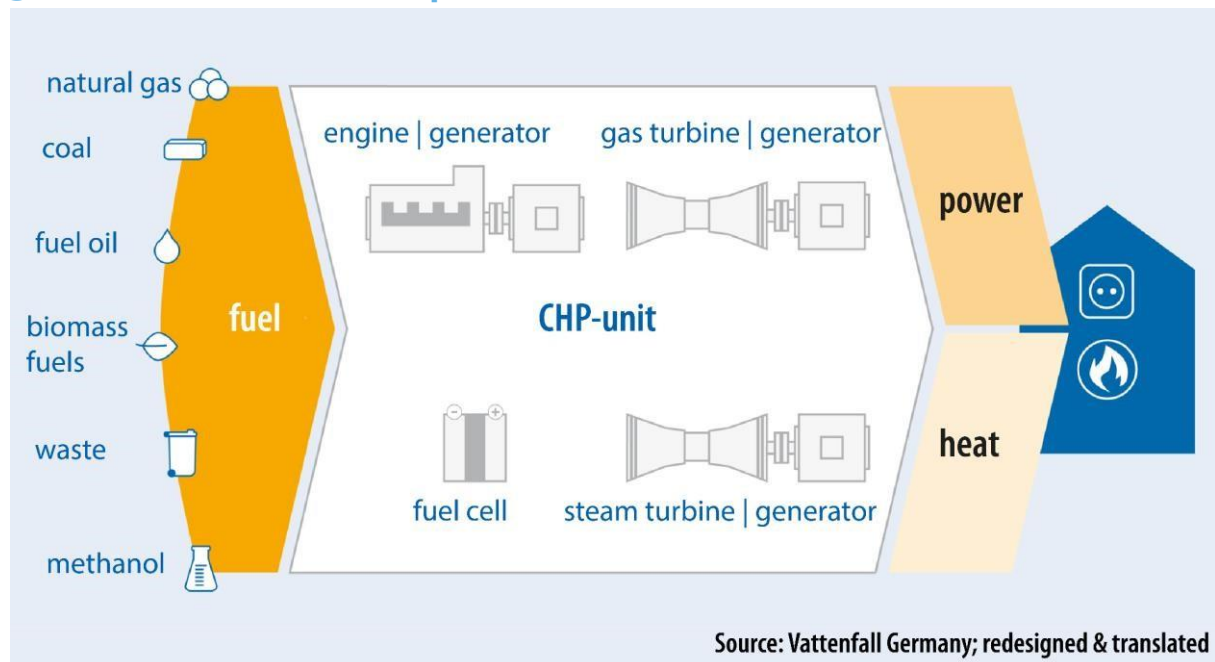 natural gas
coal
fuel oil
biomass
fuels
waste
methanol
fuel
engine | generator
gas turbine | generator
CHP-unit
fuel cell
steam turbine | generator
power
heat
Source: Vattenfall Germany; redesigned & translated